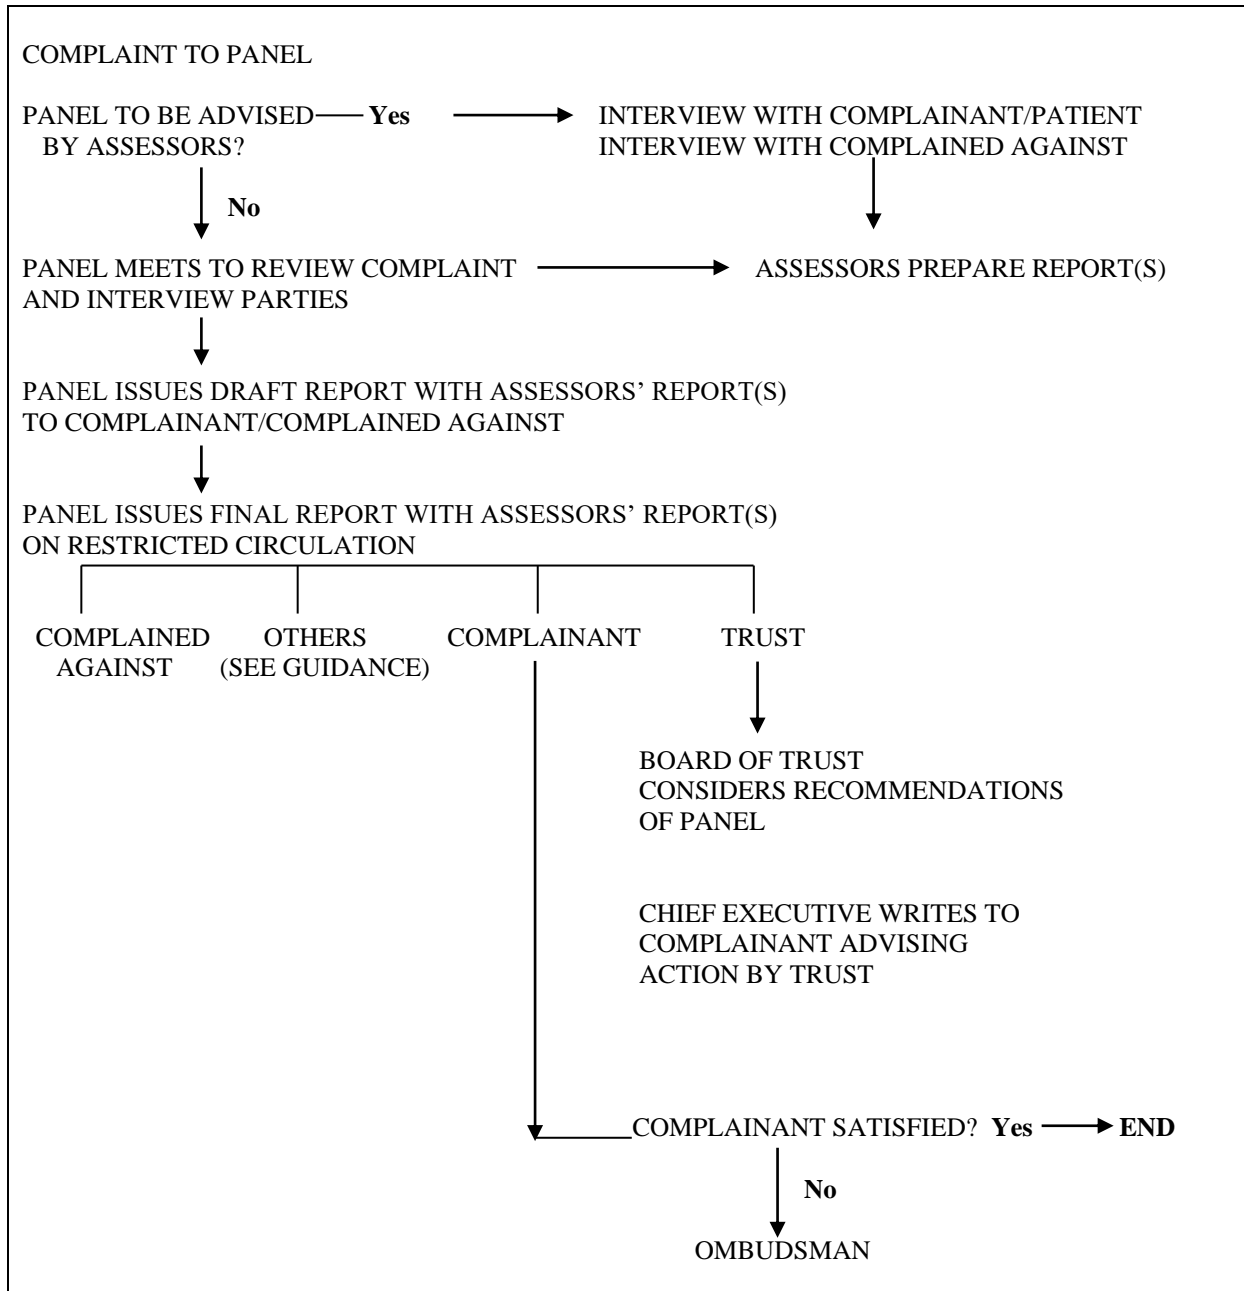 COMPLAINT TO PANEL
PANEL TO BE ADVISED Yes
BY ASSESSORS?
INTERVIEW WITH COMPLAINANT/PATIENT
INTERVIEW WITH COMPLAINED AGAINST
No
PANEL MEETS TO REVIEW COMPLAINT
AND INTERVIEW PARTIES
ASSESSORS PREPARE REPORT(S)
PANEL ISSUES DRAFT REPORT WITH ASSESSORS’ REPORT(S)
TO COMPLAINANT/COMPLAINED AGAINST
PANEL ISSUES FINAL REPORT WITH ASSESSORS’ REPORT(S)
ON RESTRICTED CIRCULATION
COMPLAINED
AGAINST
OTHERS
(SEE GUIDANCE)
COMPLAINANT
TRUST
BOARD OF TRUST
CONSIDERS RECOMMENDATIONS
OF PANEL
CHIEF EXECUTIVE WRITES TO
COMPLAINANT ADVISING
ACTION BY TRUST
COMPLAINANT SATISFIED? Yes END
No
OMBUDSMAN